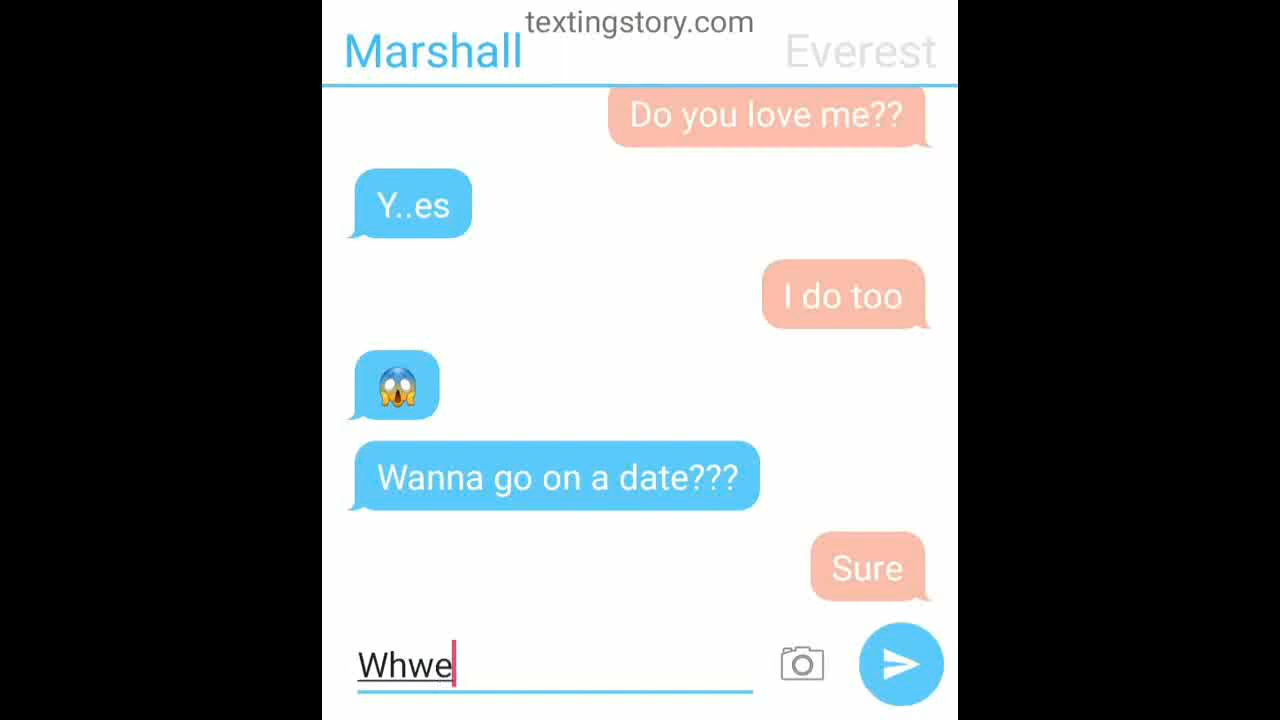 textingstory.com
Marshall Everest
Do you love me??
Y..es
I do too
😱
Wanna go on a date???
Sure
Whwe